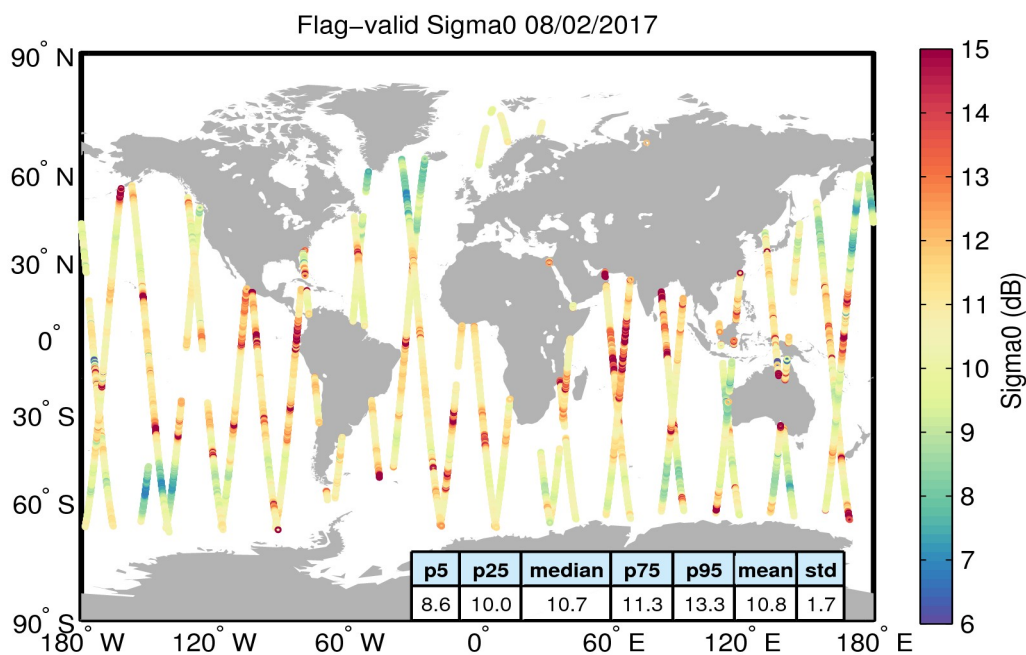 Flag−valid Sigma0 08/02/2017
90° N
60° N
30° N
0°
30° S
60° S
90° S
180° W
120° W
60° W
0°
60° E
120° E
180° E
p5 p25 median p75 p95 mean std
8.6 10.0 10.7 11.3 13.3 10.8 1.7
15
14
13
12
11
10
9
8
7
6
Sigma0 (dB)